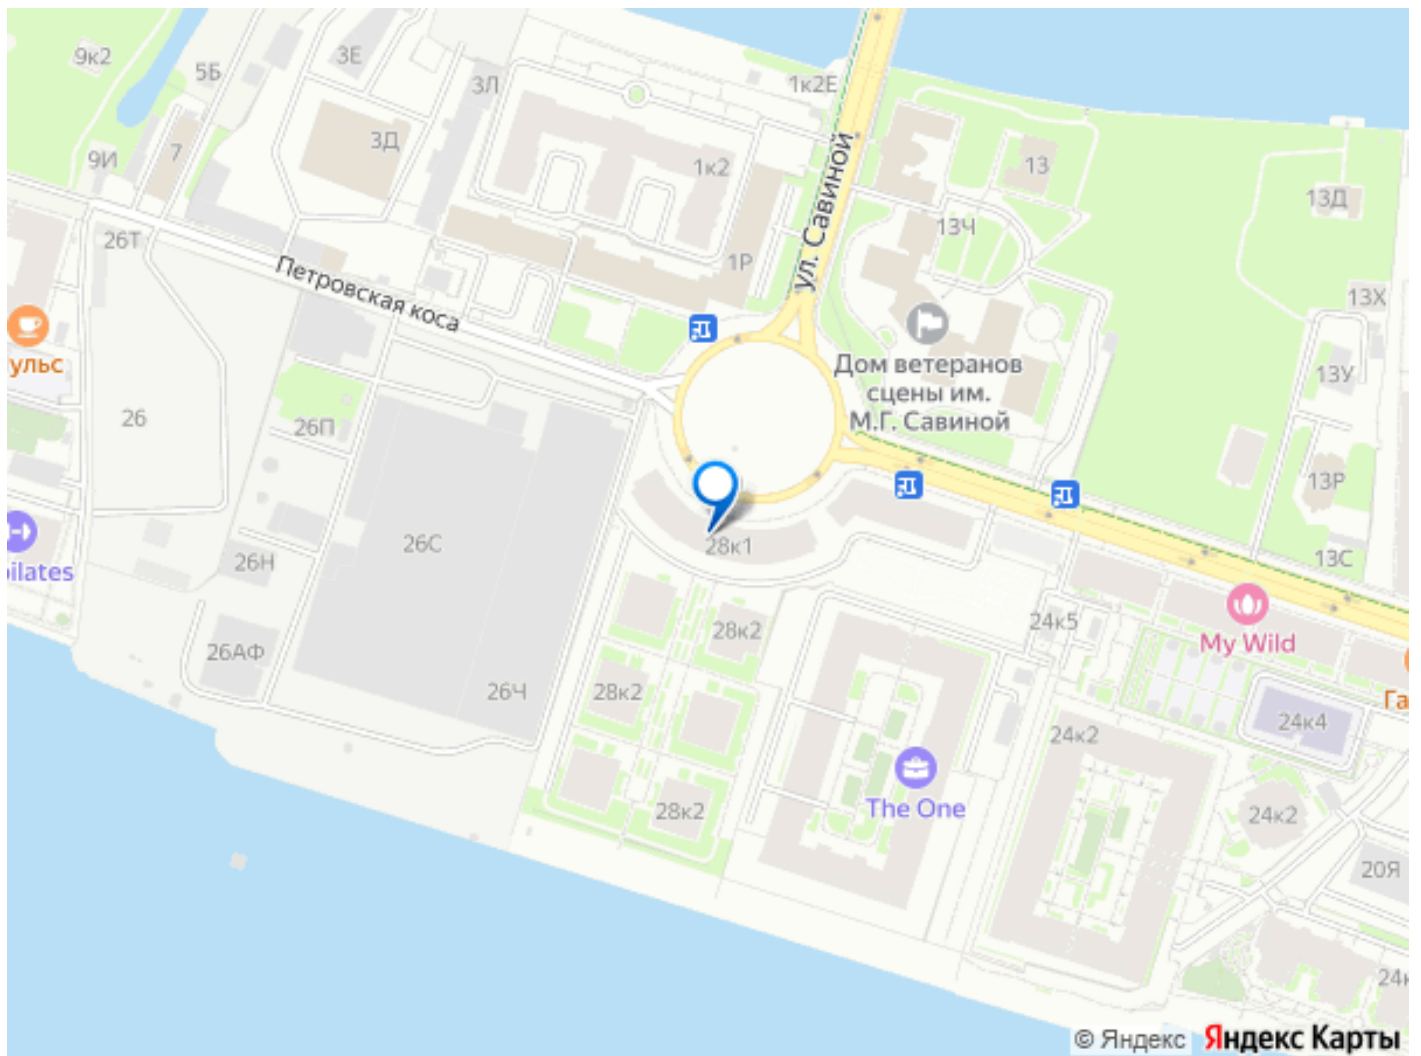 9к2
3Е
5Б
3Л
1к2Е
3Д
1к2
7
9И
13
13Д
ул. Савиной
13Ч
26Т
1Р
Петровская коса
13Х
ульс
Дом ветеранов
сцены им.
М.Г. Савиной
13У
26
26П
13Р
26С
28к1
26Н
13С
pilates
24к5
28к2
My Wild
26АФ
26Ч
28к2
Га
24к4
24к2
The One
28к2
24к2
20Я
24к
© Яндекс Яндекс Карты